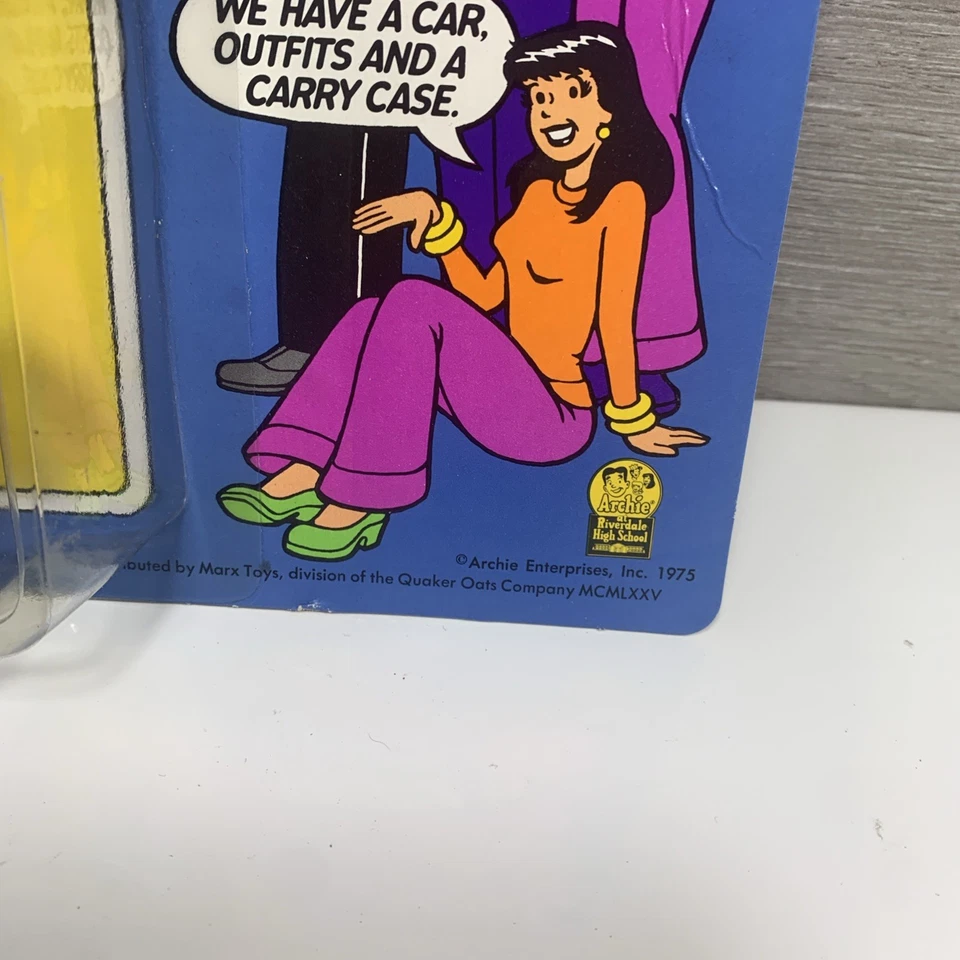 WE HAVE A CAR,
OUTFITS AND A
CARRY CASE.
Archie®
at
Riverdale
High School
©Archie Enterprises, Inc. 1975
buted by Marx Toys, division of the Quaker Oats Company MCMLXXV